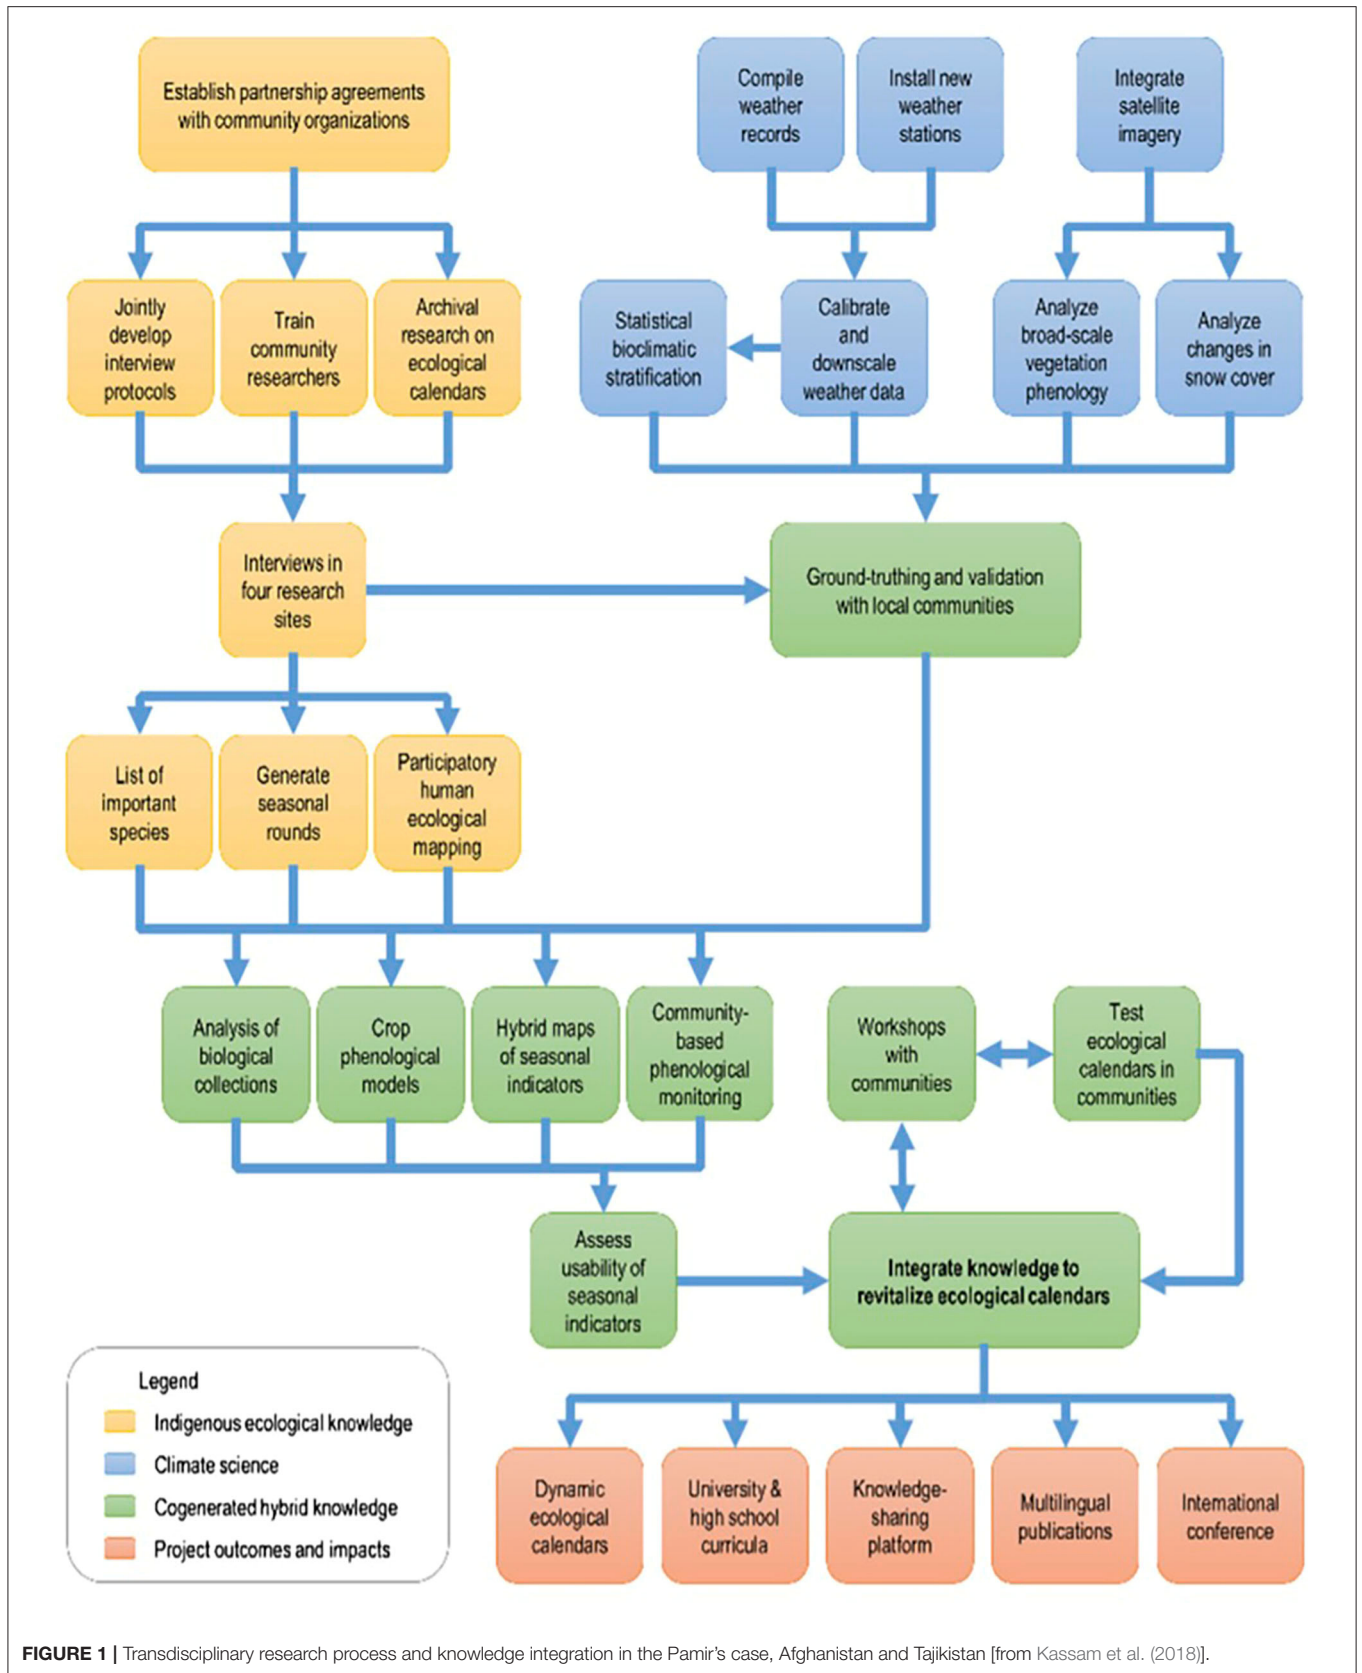 Establish partnership agreements
with community organizations
Compile
weather
records
Install new
weather
stations
Integrate
satellite
imagery
Jointly
develop
interview
protocols
Train
community
researchers
Archival
research on
ecological
calendars
Statistical
bioclimatic
stratification
Calibrate
and
downscale
weather data
Analyze
broad-scale
vegetation
phenology
Analyze
changes in
snow cover
Interviews in
four research
sites
Ground-truthing and validation
with local communities
List of
important
species
Generate
seasonal
rounds
Participatory
human
ecological
mapping
Analysis of
biological
collections
Crop
phenological
models
Hybrid maps
of seasonal
indicators
Community-
based
phenological
monitoring
Workshops
with
communities
Test
ecological
calendars in
communities
Assess
usability of
seasonal
indicators
Integrate knowledge to
revitalize ecological calendars
Legend
Indigenous ecological knowledge
Climate science
Cogenerated hybrid knowledge
Project outcomes and impacts
Dynamic
ecological
calendars
University &
high school
curricula
Knowledge-
sharing
platform
Multilingual
publications
International
conference
FIGURE 1 | Transdisciplinary research process and knowledge integration in the Pamir's case, Afghanistan and Tajikistan [from Kassam et al. (2018)].